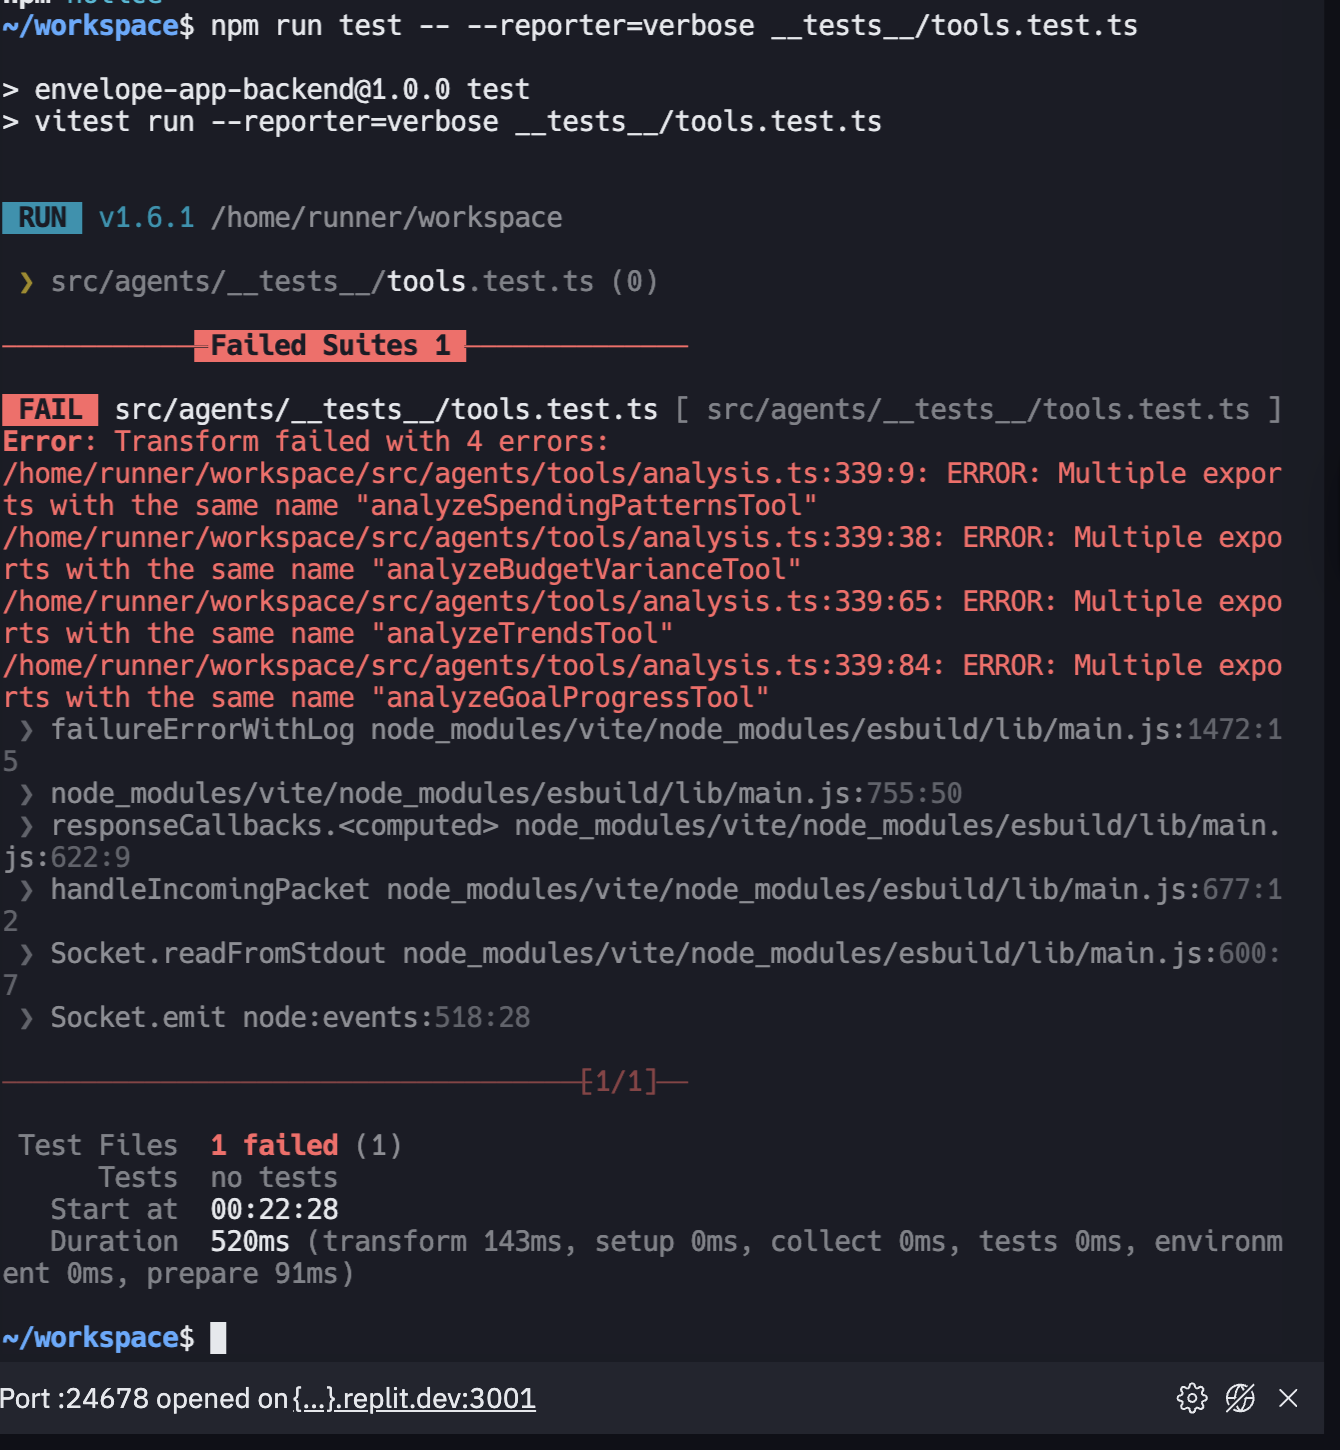 npm notice
~/workspace$ npm run test -- --reporter=verbose __tests__/tools.test.ts
> envelope-app-backend@1.0.0 test
> vitest run --reporter=verbose __tests__/tools.test.ts
RUN v1.6.1 /home/runner/workspace
❯ src/agents/__tests__/tools.test.ts (0)
Failed Suites 1
FAIL src/agents/__tests__/tools.test.ts [ src/agents/__tests__/tools.test.ts ]
Error: Transform failed with 4 errors:
/home/runner/workspace/src/agents/tools/analysis.ts:339:9: ERROR: Multiple expor
ts with the same name "analyzeSpendingPatternsTool"
/home/runner/workspace/src/agents/tools/analysis.ts:339:38: ERROR: Multiple expo
rts with the same name "analyzeBudgetVarianceTool"
/home/runner/workspace/src/agents/tools/analysis.ts:339:65: ERROR: Multiple expo
rts with the same name "analyzeTrendsTool"
/home/runner/workspace/src/agents/tools/analysis.ts:339:84: ERROR: Multiple expo
rts with the same name "analyzeGoalProgressTool"
❯ failureErrorWithLog node_modules/vite/node_modules/esbuild/lib/main.js:1472:1
5
❯ node_modules/vite/node_modules/esbuild/lib/main.js:755:50
❯ responseCallbacks.<computed> node_modules/vite/node_modules/esbuild/lib/main.
js:622:9
❯ handleIncomingPacket node_modules/vite/node_modules/esbuild/lib/main.js:677:1
2
❯ Socket.readFromStdout node_modules/vite/node_modules/esbuild/lib/main.js:600:
7
❯ Socket.emit node:events:518:28
[1/1]
Test Files 1 failed (1)
Tests no tests
Start at 00:22:28
Duration 520ms (transform 143ms, setup 0ms, collect 0ms, tests 0ms, environm
ent 0ms, prepare 91ms)
~/workspace$
Port :24678 opened on {...}.replit.dev:3001